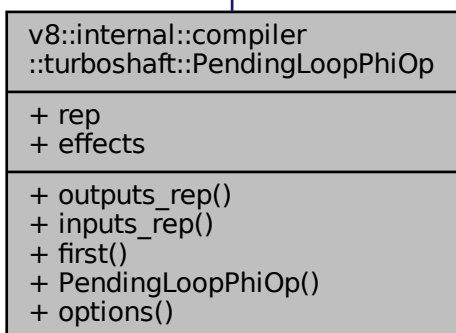 v8::internal::compiler
::turboshaft::PendingLoopPhiOp
+ rep
+ effects
+ outputs_rep()
+ inputs_rep()
+ first()
+ PendingLoopPhiOp()
+ options()